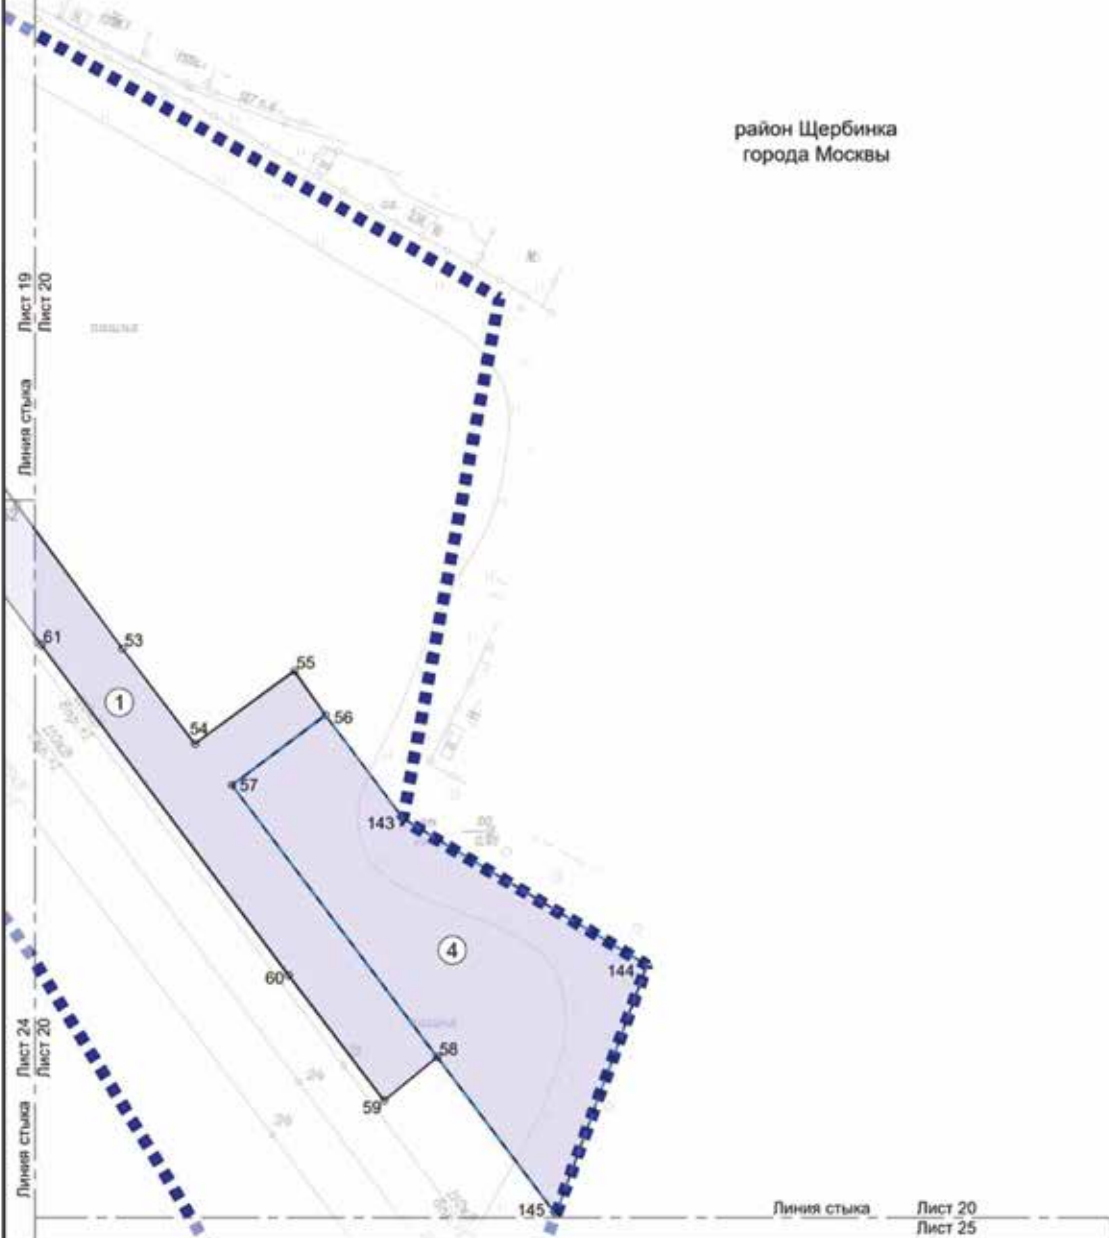 район Щербинка
города Москвы
Лист 19
Лист 20
Линия стыка
61
53
55
1
54
56
57
143
4
144
60
58
59
Лист 24
Лист 20
Линия стыка
145
Линия стыка
Лист 20
Лист 25